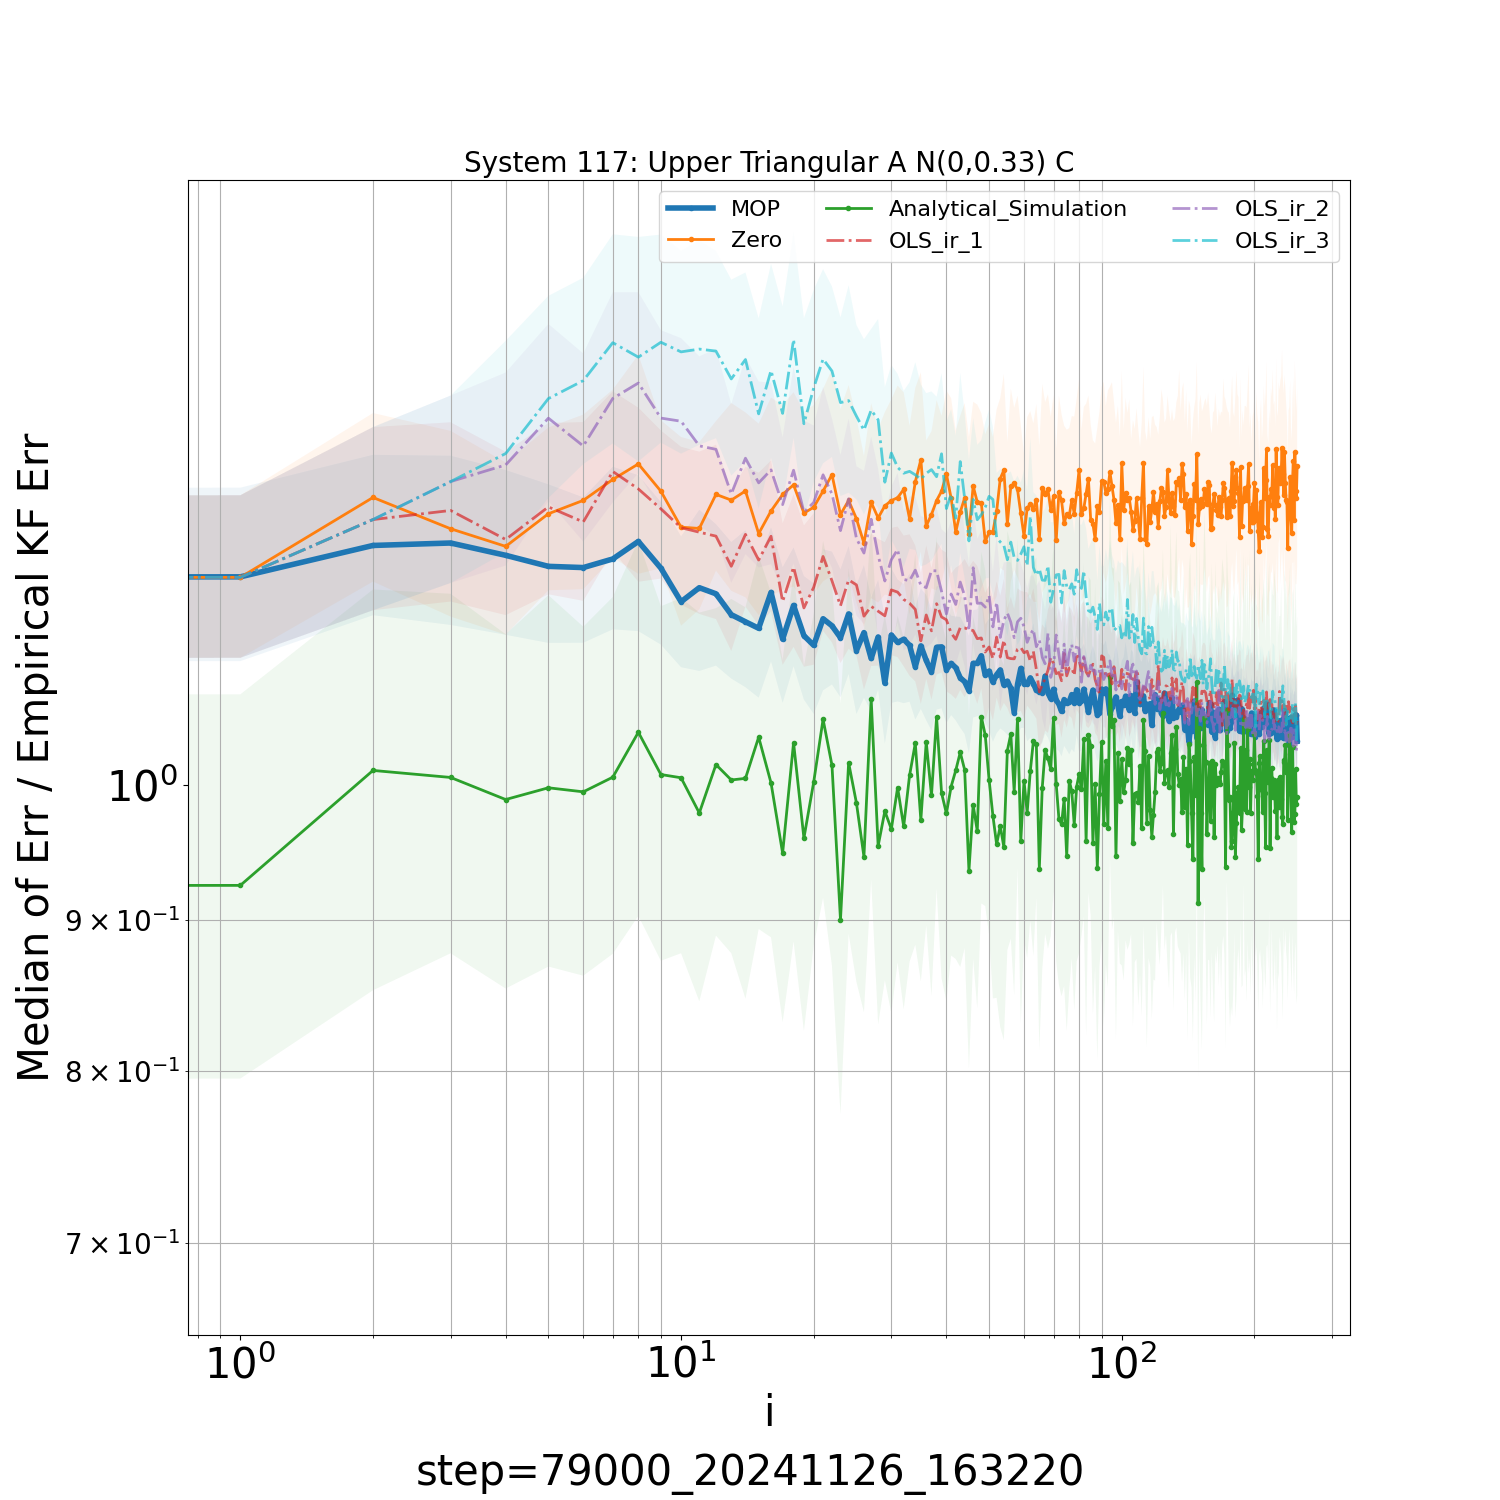 System 117: Upper Triangular A N(0,0.33) C
MOP
Zero
Analytical_Simulation
OLS_ir_1
OLS_ir_2
OLS_ir_3
Median of Err / Empirical KF Err
10⁰
9 × 10⁻¹
8 × 10⁻¹
7 × 10⁻¹
10⁰ 10¹ 10²
i
step=79000_20241126_163220